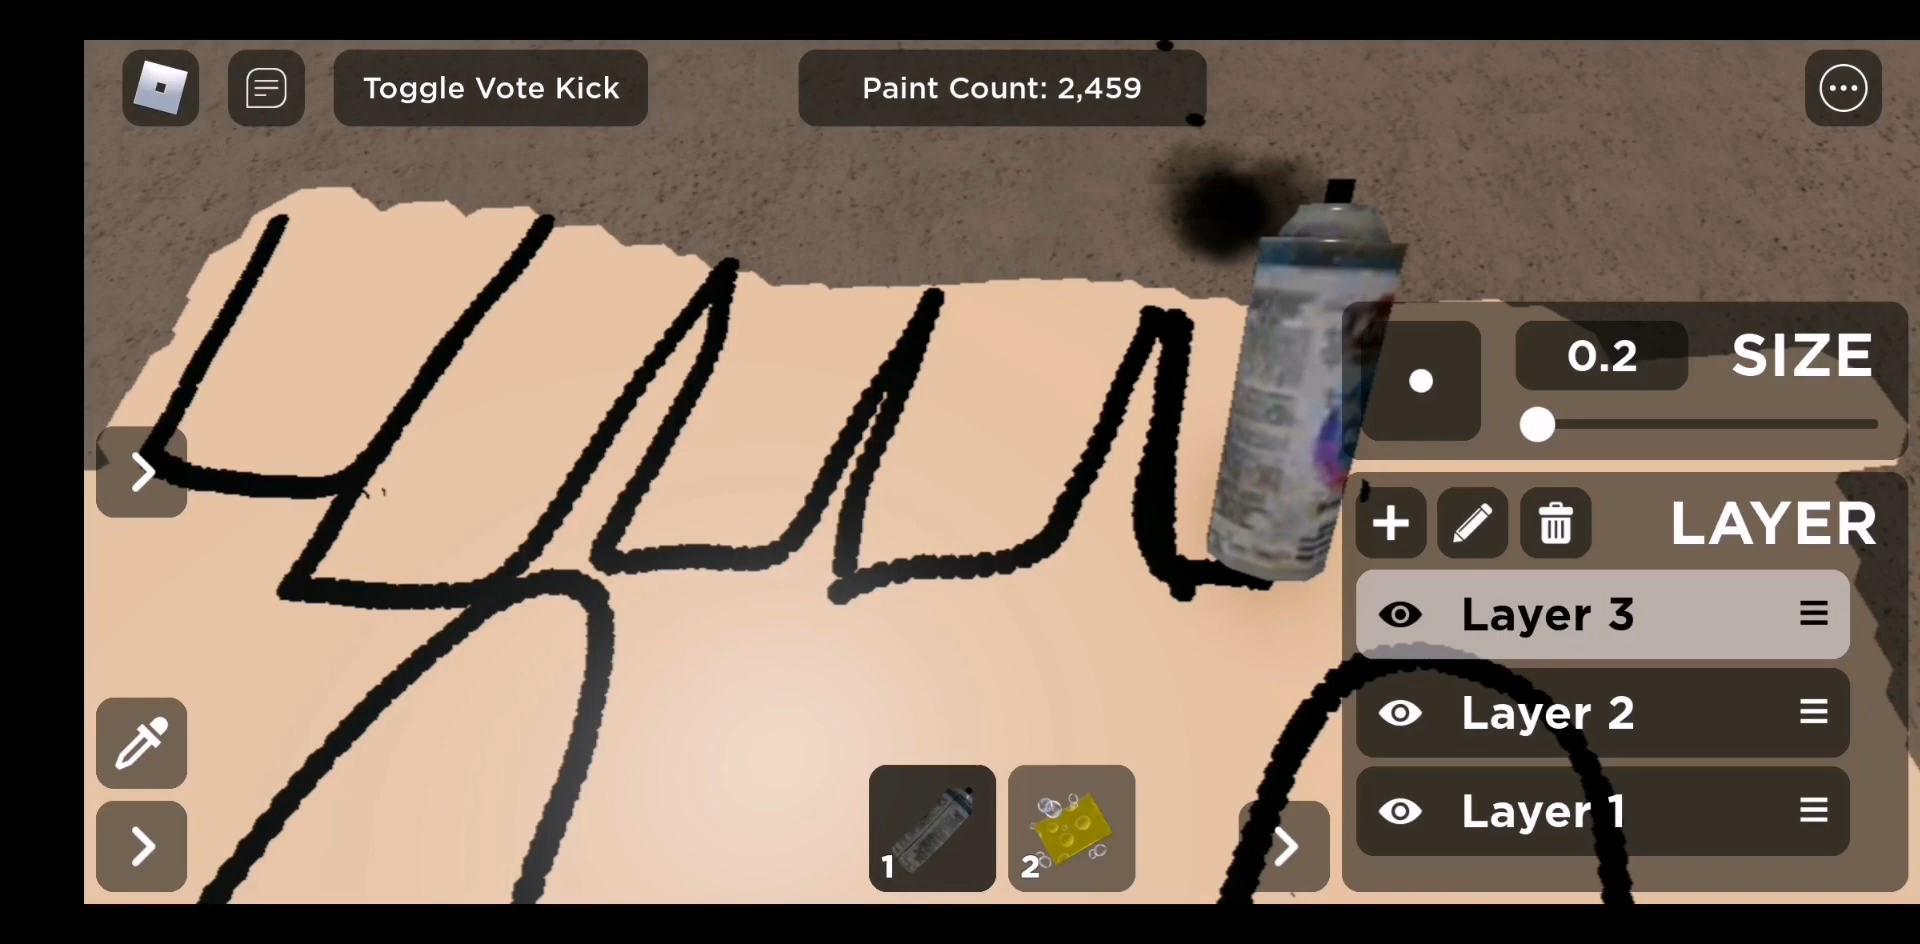 Toggle Vote Kick
Paint Count: 2,459
0.2 SIZE
LAYER
Layer 3
Layer 2
Layer 1
1 2